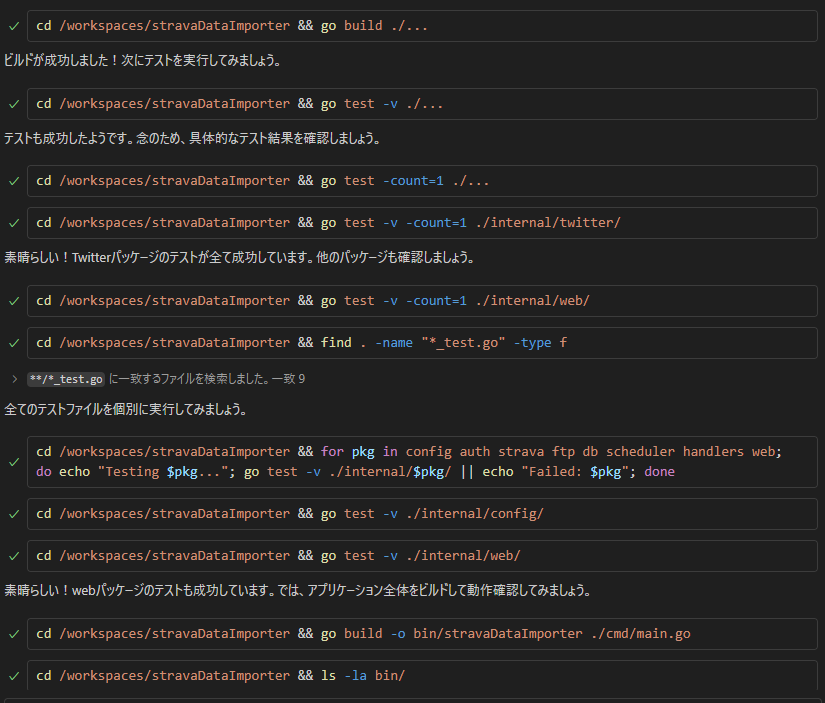 cd /workspaces/stravaDataImporter && go build ./...
ビルドが成功しました！次にテストを実行してみましょう。
cd /workspaces/stravaDataImporter && go test -v ./...
テストも成功したようです。念のため、具体的なテスト結果を確認しましょう。
cd /workspaces/stravaDataImporter && go test -count=1 ./...
cd /workspaces/stravaDataImporter && go test -v -count=1 ./internal/twitter/
素晴らしい！Twitterパッケージのテストが全て成功しています。他のパッケージも確認しましょう。
cd /workspaces/stravaDataImporter && go test -v -count=1 ./internal/web/
cd /workspaces/stravaDataImporter && find . -name "*_test.go" -type f
**/*_test.go に一致するファイルを検索しました。一致 9
全てのテストファイルを個別に実行してみましょう。
cd /workspaces/stravaDataImporter && for pkg in config auth strava ftp db scheduler handlers web;
do echo "Testing $pkg..."; go test -v ./internal/$pkg/ || echo "Failed: $pkg"; done
cd /workspaces/stravaDataImporter && go test -v ./internal/config/
cd /workspaces/stravaDataImporter && go test -v ./internal/web/
素晴らしい！webパッケージのテストも成功しています。では、アプリケーション全体をビルドして動作確認してみましょう。
cd /workspaces/stravaDataImporter && go build -o bin/stravaDataImporter ./cmd/main.go
cd /workspaces/stravaDataImporter && ls -la bin/